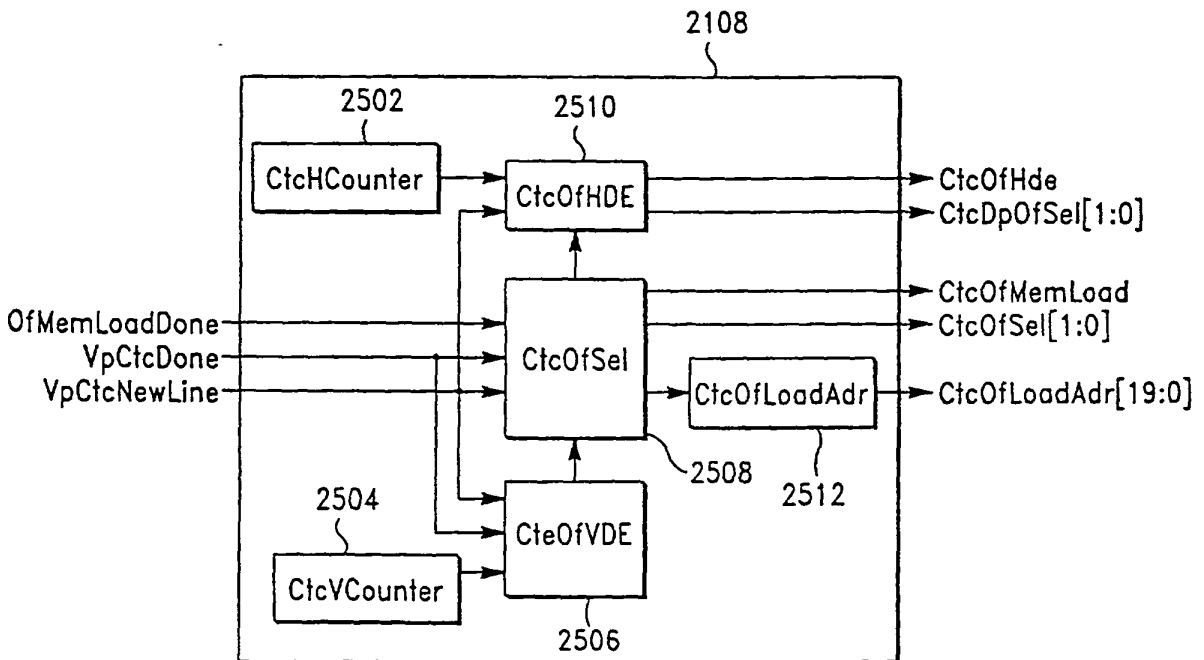 2108
2502
2510
CtcHCounter
CtcOfHDE
CtcOfHde
CtcDpOfSel[1:0]
OfMemLoadDone
VpCtcDone
VpCtcNewLine
CtcOfSel
CtcOfMemLoad
CtcOfSel[1:0]
CtcOfLoadAdr
CtcOfLoadAdr[19:0]
2508
2512
2504
CteOfVDE
CtcVCounter
2506